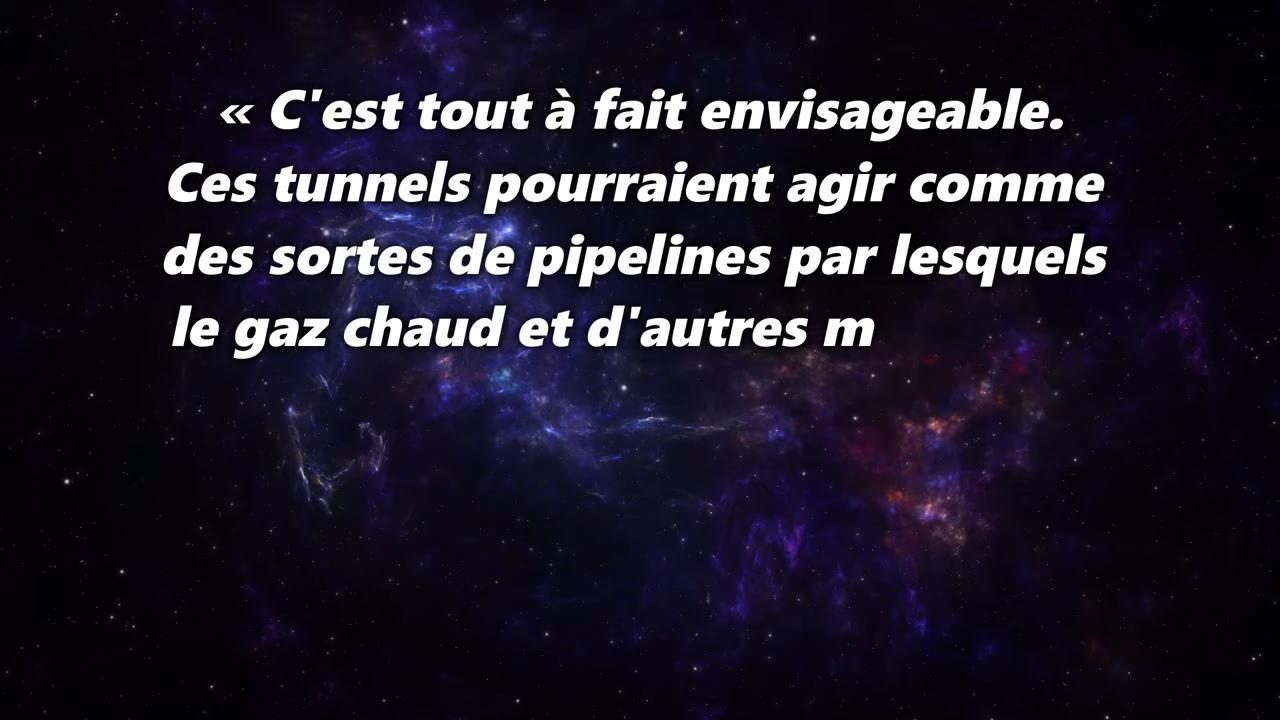 « C'est tout à fait envisageable.
Ces tunnels pourraient agir comme
des sortes de pipelines par lesquels
le gaz chaud et d'autres m